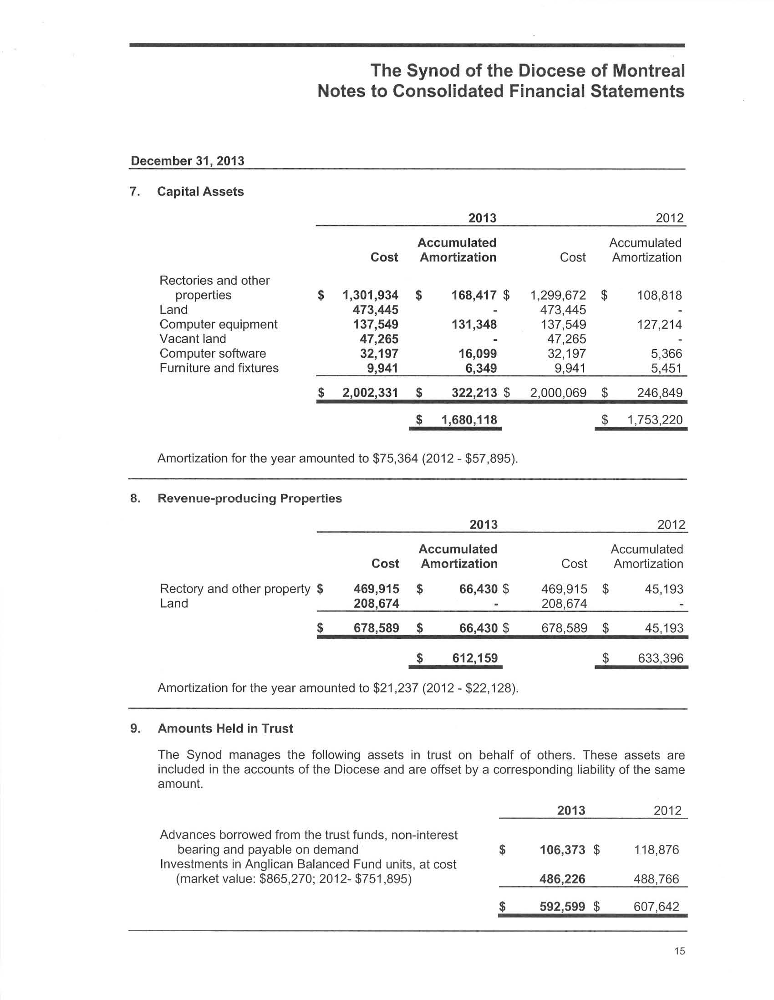 The Synod of the Diocese of Montreal
Notes to Consolidated Financial Statements
December 31, 2013
7. Capital Assets
2013 2012
Accumulated Accumulated
Cost Amortization Cost Amortization
Rectories and other
properties $ 1,301,934 $ 168,417 $ 1,299,672 $ 108,818
Land 473,445 - 473,445 -
Computer equipment 137,549 131,348 137,549 127,214
Vacant land 47,265 - 47,265 -
Computer software 32,197 16,099 32,197 5,366
Furniture and fixtures 9,941 6,349 9,941 5,451
$ 2,002,331 $ 322,213 $ 2,000,069 $ 246,849
$ 1,680,118 $ 1,753,220
Amortization for the year amounted to $75,364 (2012 - $57,895).
8. Revenue-producing Properties
2013 2012
Accumulated Accumulated
Cost Amortization Cost Amortization
Rectory and other property $ 469,915 $ 66,430 $ 469,915 $ 45,193
Land 208,674 - 208,674 -
$ 678,589 $ 66,430 $ 678,589 $ 45,193
$ 612,159 $ 633,396
Amortization for the year amounted to $21,237 (2012 - $22,128).
9. Amounts Held in Trust
The Synod manages the following assets in trust on behalf of others. These assets are
included in the accounts of the Diocese and are offset by a corresponding liability of the same
amount.
2013 2012
Advances borrowed from the trust funds, non-interest
bearing and payable on demand $ 106,373 $ 118,876
Investments in Anglican Balanced Fund units, at cost
(market value: $865,270; 2012- $751,895) 486,226 488,766
$ 592,599 $ 607,642
15